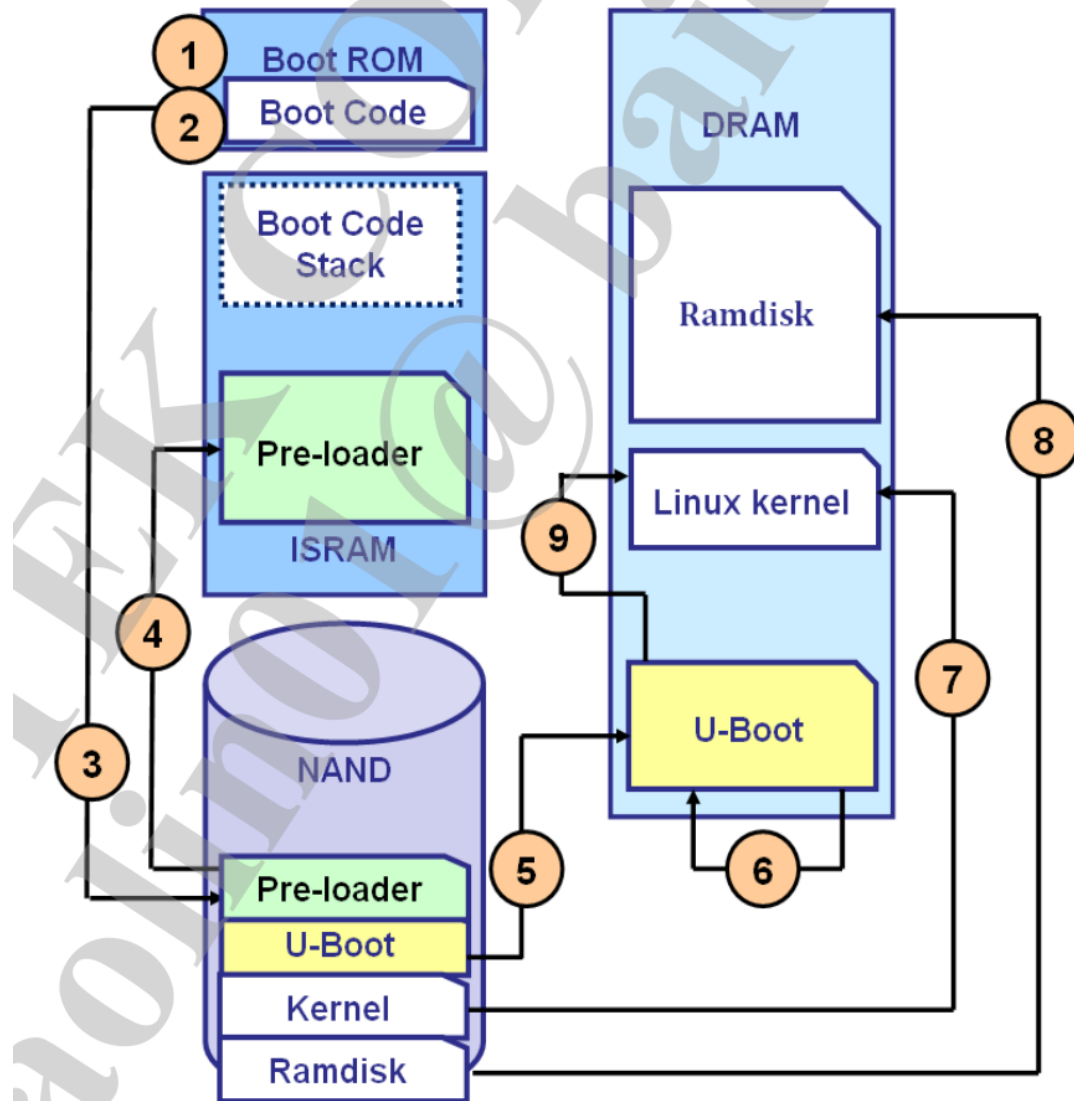 1
Boot ROM
2
Boot Code
DRAM
Boot Code
Stack
Ramdisk
Pre-loader
8
Linux kernel
9
ISRAM
4
7
U-Boot
3
NAND
5
6
Pre-loader
U-Boot
Kernel
Ramdisk